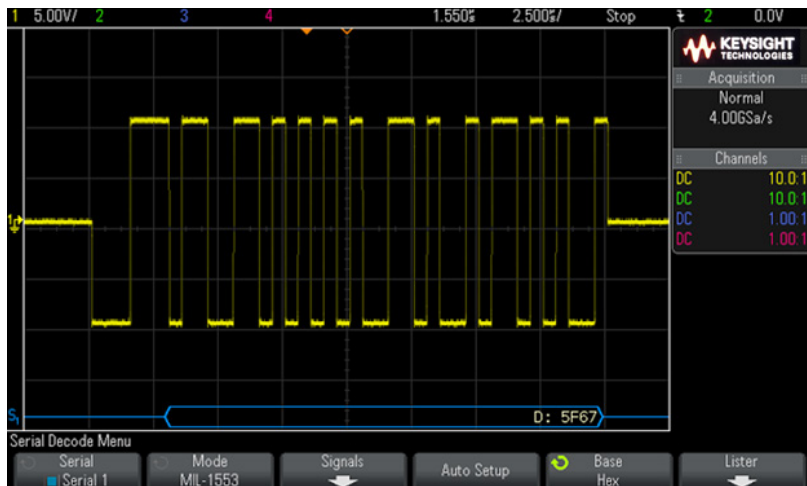 1 5.00V/ 2 3 4 1.550s 2.500s/ Stop 2 0.0V
KEYSIGHT
TECHNOLOGIES
Acquisition
Normal
4.00GSa/s
Channels
DC 10.0:1
DC 10.0:1
DC 1.00:1
DC 1.00:1
1
S1 D: 5F67
Serial Decode Menu
Serial Mode Signals Auto Setup Base Lister
Serial 1 MIL-1553 Hex